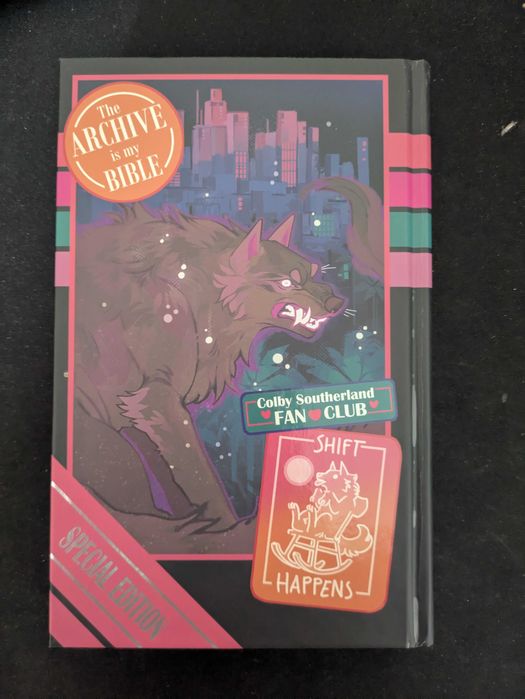 The
ARCHIVE
is my
BIBLE
Colby Southerland
FAN CLUB
SHIFT
HAPPENS
SPECIAL EDITION